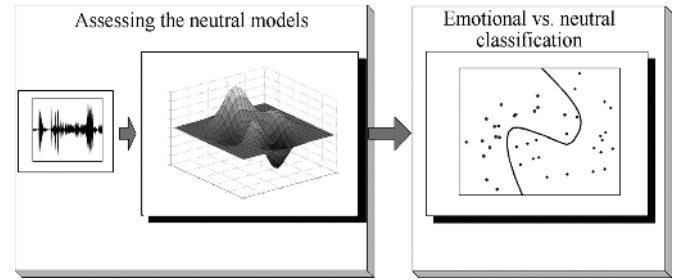 Assessing the neutral models
Emotional vs. neutral
classification